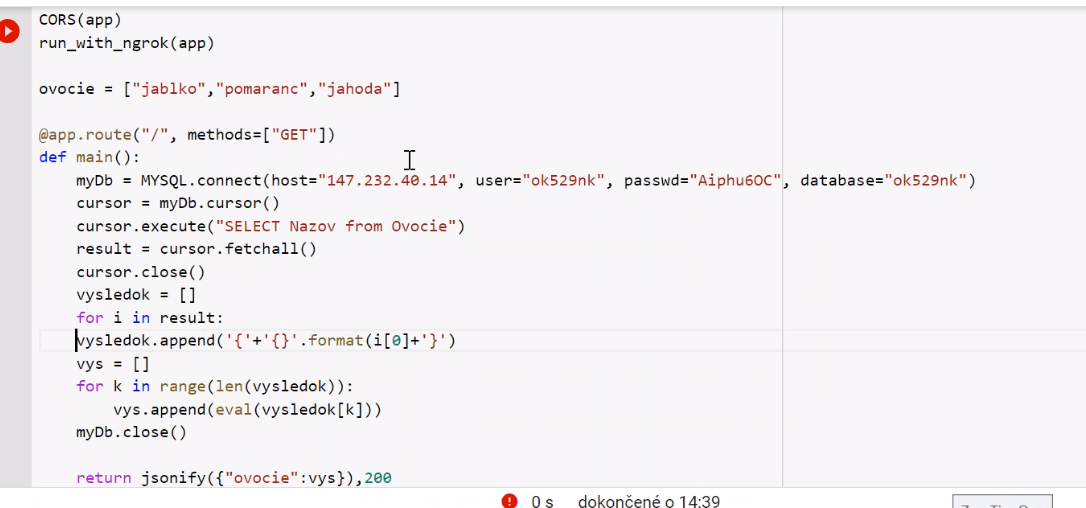 CORS(app)
run_with_ngrok(app)
ovocie = ["jablko","pomaranc","jahoda"]
@app.route("/", methods=["GET"])
def main():
myDb = MYSQL.connect(host="147.232.40.14", user="ok529nk", passwd="Aiphu6OC", database="ok529nk")
cursor = myDb.cursor()
cursor.execute("SELECT Nazov from Ovocie")
result = cursor.fetchall()
cursor.close()
vysledok = []
for i in result:
vysledok.append('{'+'{}'.format(i[0]+'}')
vys = []
for k in range(len(vysledok)):
vys.append(eval(vysledok[k]))
myDb.close()
return jsonify({"ovocie":vys}),200
0 s dokončené o 14:39